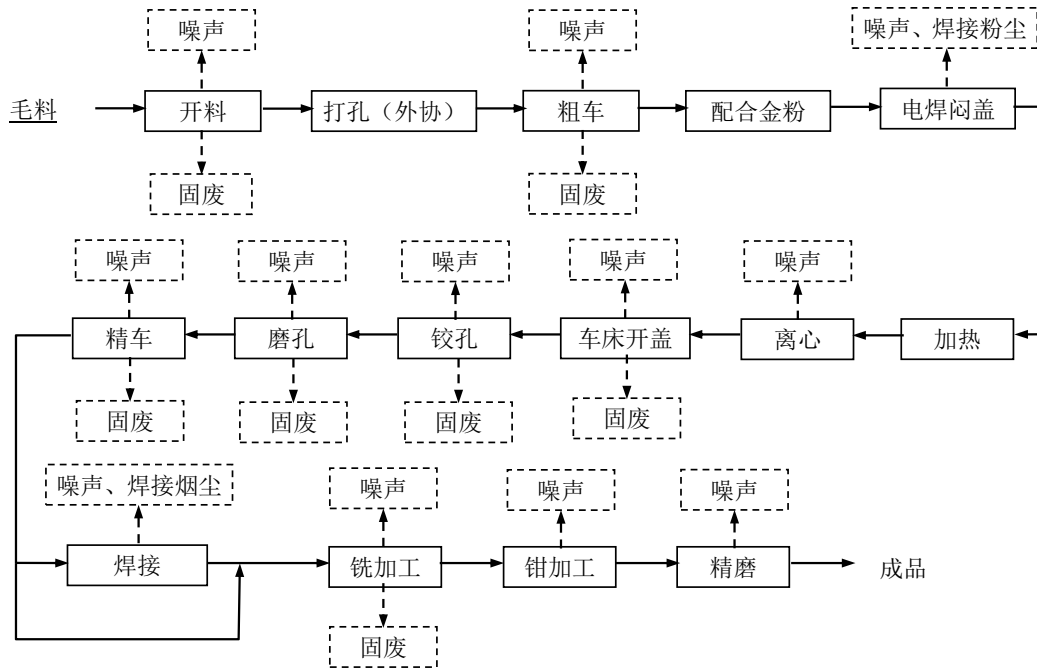 噪声
噪声
噪声、焊接粉尘
毛料
开料
打孔（外协）
粗车
配合金粉
电焊闷盖
固废
固废
噪声
噪声
噪声
噪声
噪声
精车
磨孔
铰孔
车床开盖
离心
加热
固废
固废
固废
固废
噪声、焊接烟尘
噪声
噪声
噪声
焊接
铣加工
钳加工
精磨
成品
固废